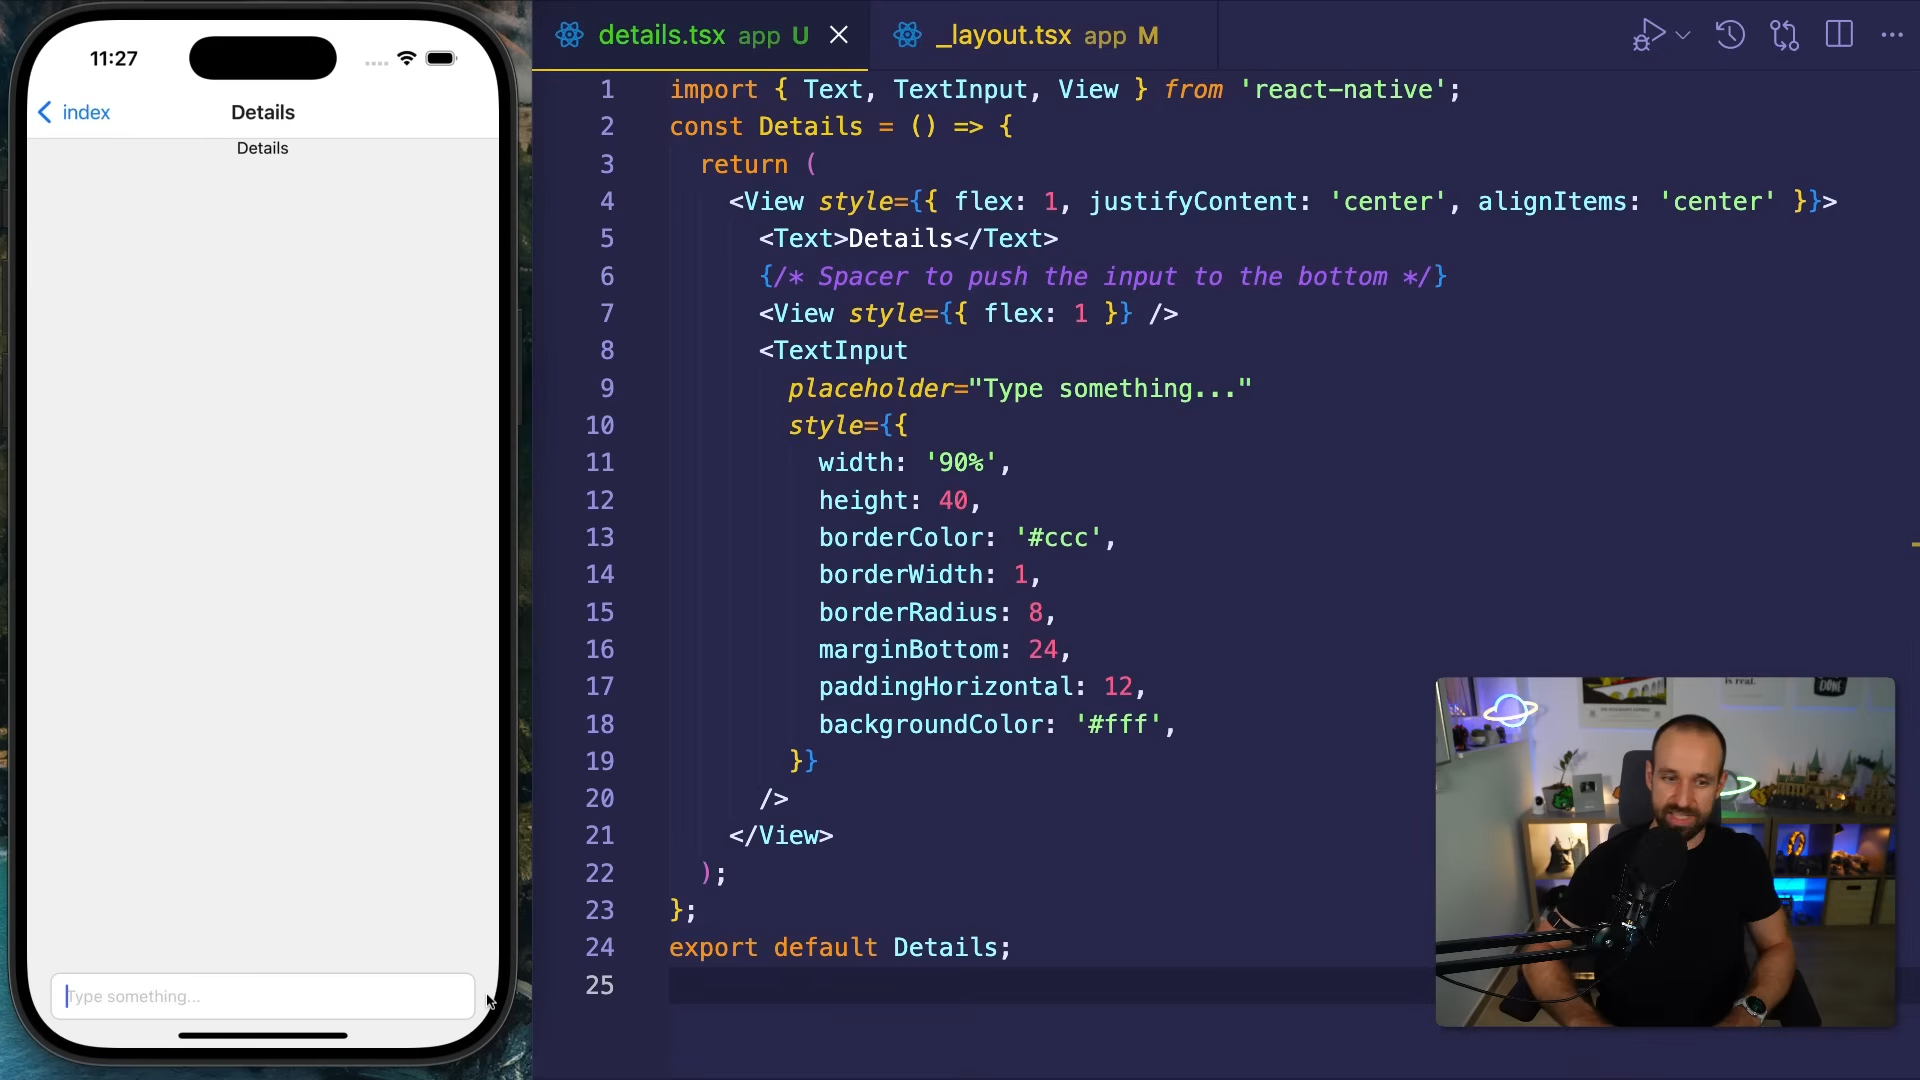 11:27
index
Details
Details
Type something...
details.tsx app U
_layout.tsx app M
1 import { Text, TextInput, View } from 'react-native';
2 const Details = () => {
3 return (
4 <View style={{ flex: 1, justifyContent: 'center', alignItems: 'center' }}>
5 <Text>Details</Text>
6 {/* Spacer to push the input to the bottom */}
7 <View style={{ flex: 1 }} />
8 <TextInput
9 placeholder="Type something..."
10 style={{
11 width: '90%',
12 height: 40,
13 borderColor: '#ccc',
14 borderWidth: 1,
15 borderRadius: 8,
16 marginBottom: 24,
17 paddingHorizontal: 12,
18 backgroundColor: '#fff',
19 }}
20 />
21 </View>
22 );
23 };
24 export default Details;
25
is real.
DONE